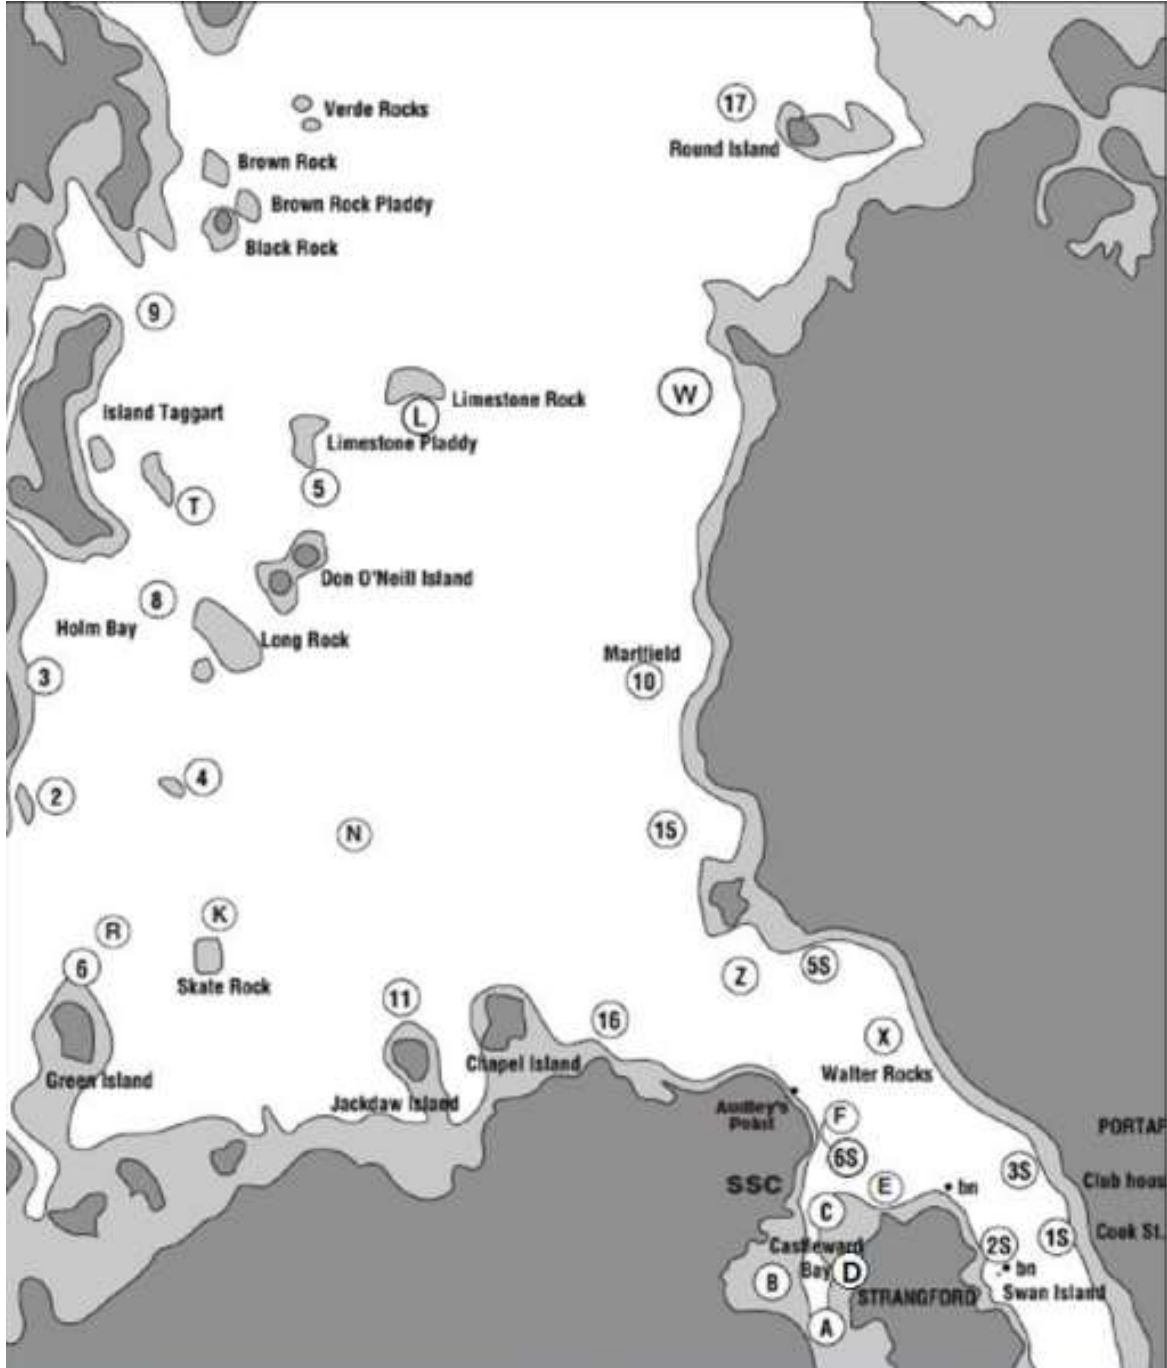 17
Verde Rocks
Round Island
Brown Rock
Brown Rock Pladdy
Black Rock
9
W
Limestone Rock
Island Taggart
L
Limestone Pladdy
5
T
Don O'Neill Island
8
Holm Bay
Long Rock
Marlfield
3
10
4
2
15
N
K
R
6
Z
5S
Skate Rock
11
16
X
Chapel Island
Walter Rocks
Green Island
Jackdaw Island
Audley's
Point
F
PORTAF
6S
3S
SSC
E
bn
Club hous
C
Cook St.
1S
2S
Castleward
Bay
D
bn
B
Swan Island
STRANGFORD
A